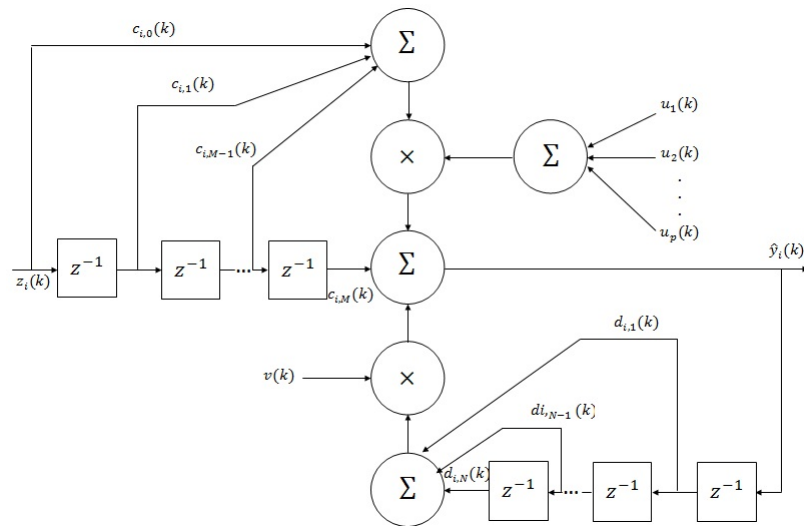 c_{i,0}(k)
Σ
c_{i,1}(k)
u_1(k)
c_{i,M−1}(k)
×
Σ
u_2(k)
.
.
.
u_p(k)
z_i(k)
z^{−1}
z^{−1}
...
z^{−1}
c_{i,M}(k)
Σ
ŷ_i(k)
d_{i,1}(k)
v(k)
×
di,_{N−1} (k)
Σ
d_{i,N}(k)
z^{−1}
...
z^{−1}
z^{−1}